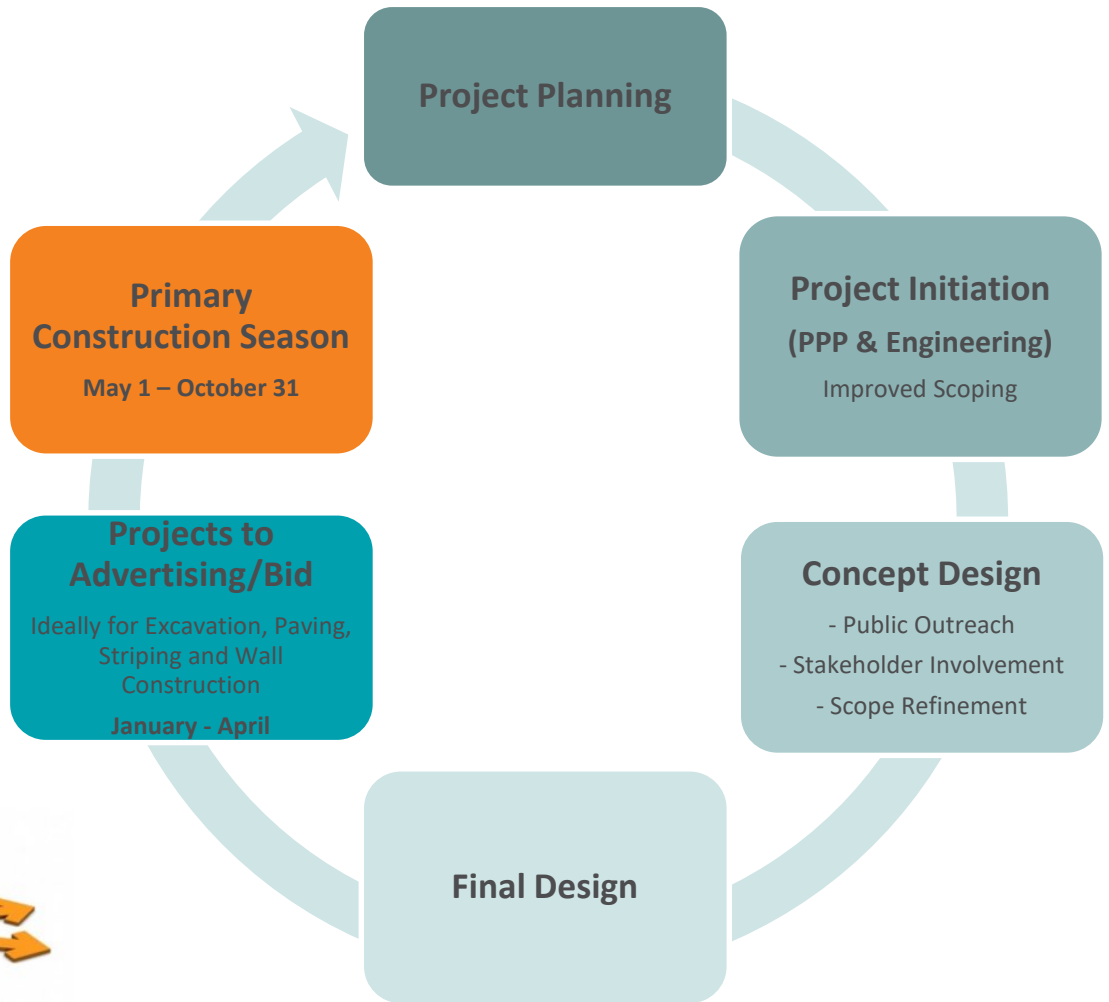 Project Planning
Project Initiation
(PPP & Engineering)
Improved Scoping
Concept Design
- Public Outreach
- Stakeholder Involvement
- Scope Refinement
Final Design
Projects to
Advertising/Bid
Ideally for Excavation, Paving,
Striping and Wall
Construction
January - April
Primary
Construction Season
May 1 – October 31